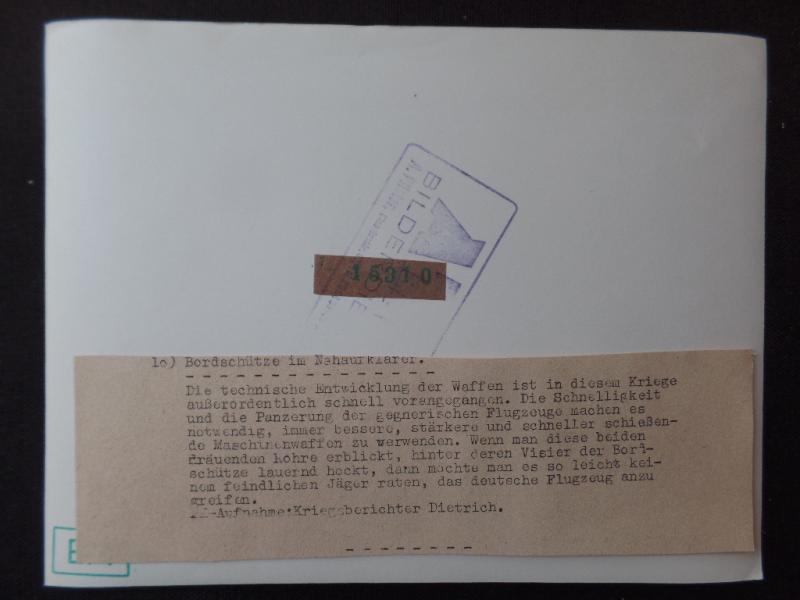 BILDE
15310
1o) Bordschütze im Nahaufklärer.
Die technische Entwicklung der Waffen ist in diesem Kriege
außerordentlich schnell vorangegangen. Die Schnelligkeit
und die Panzerung der gegnerischen Flugzeuge machen es
notwendig, immer bessere, stärkere und schneller schießen-
de Maschinenwaffen zu verwenden. Wenn man diese beiden
dräuenden Rohre erblickt, hinter deren Visier der Bord-
schütze lauernd hockt, dann möchte man es so leicht kei-
nem feindlichen Jäger raten, das deutsche Flugzeug anzu
greifen.
-Aufnahme:Kriegsberichter Dietrich.